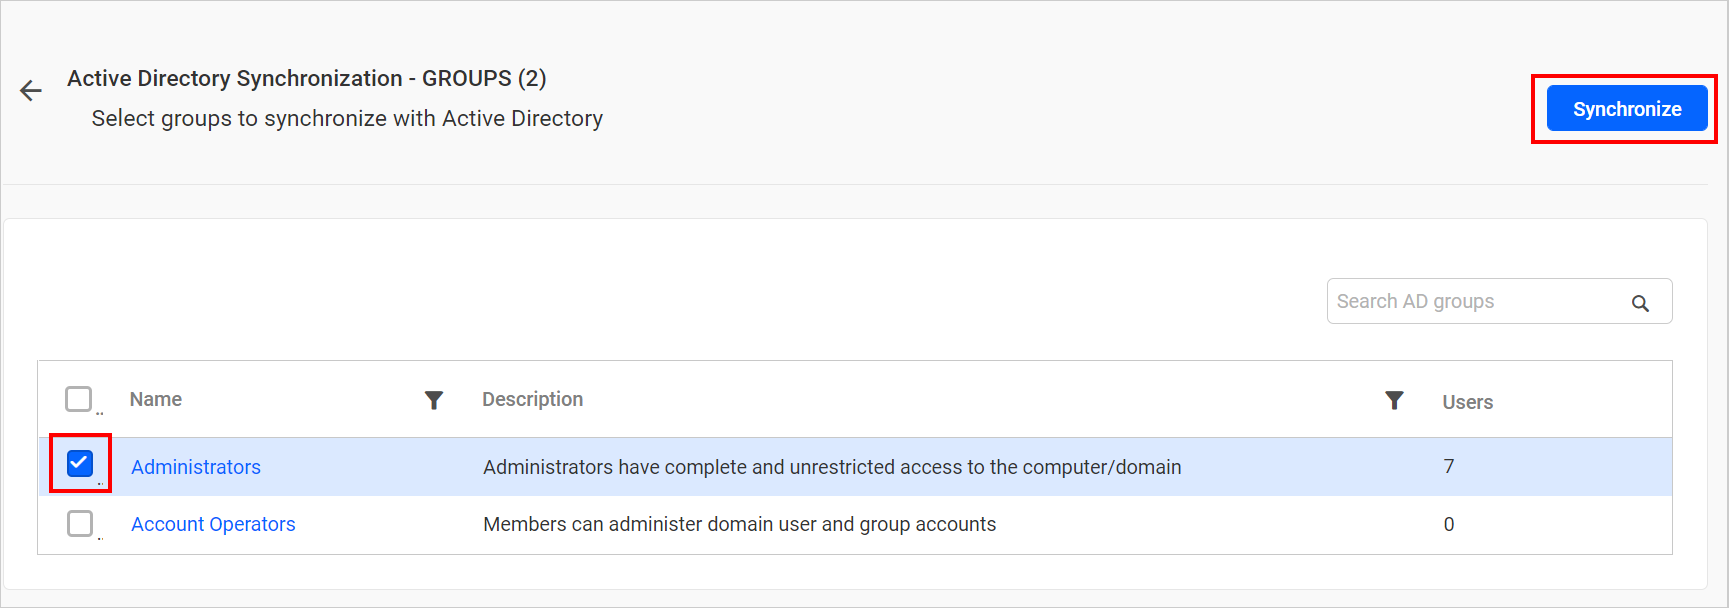 Active Directory Synchronization - GROUPS (2)
Select groups to synchronize with Active Directory
Synchronize
Search AD groups
Name Description Users
Administrators Administrators have complete and unrestricted access to the computer/domain 7
Account Operators Members can administer domain user and group accounts 0